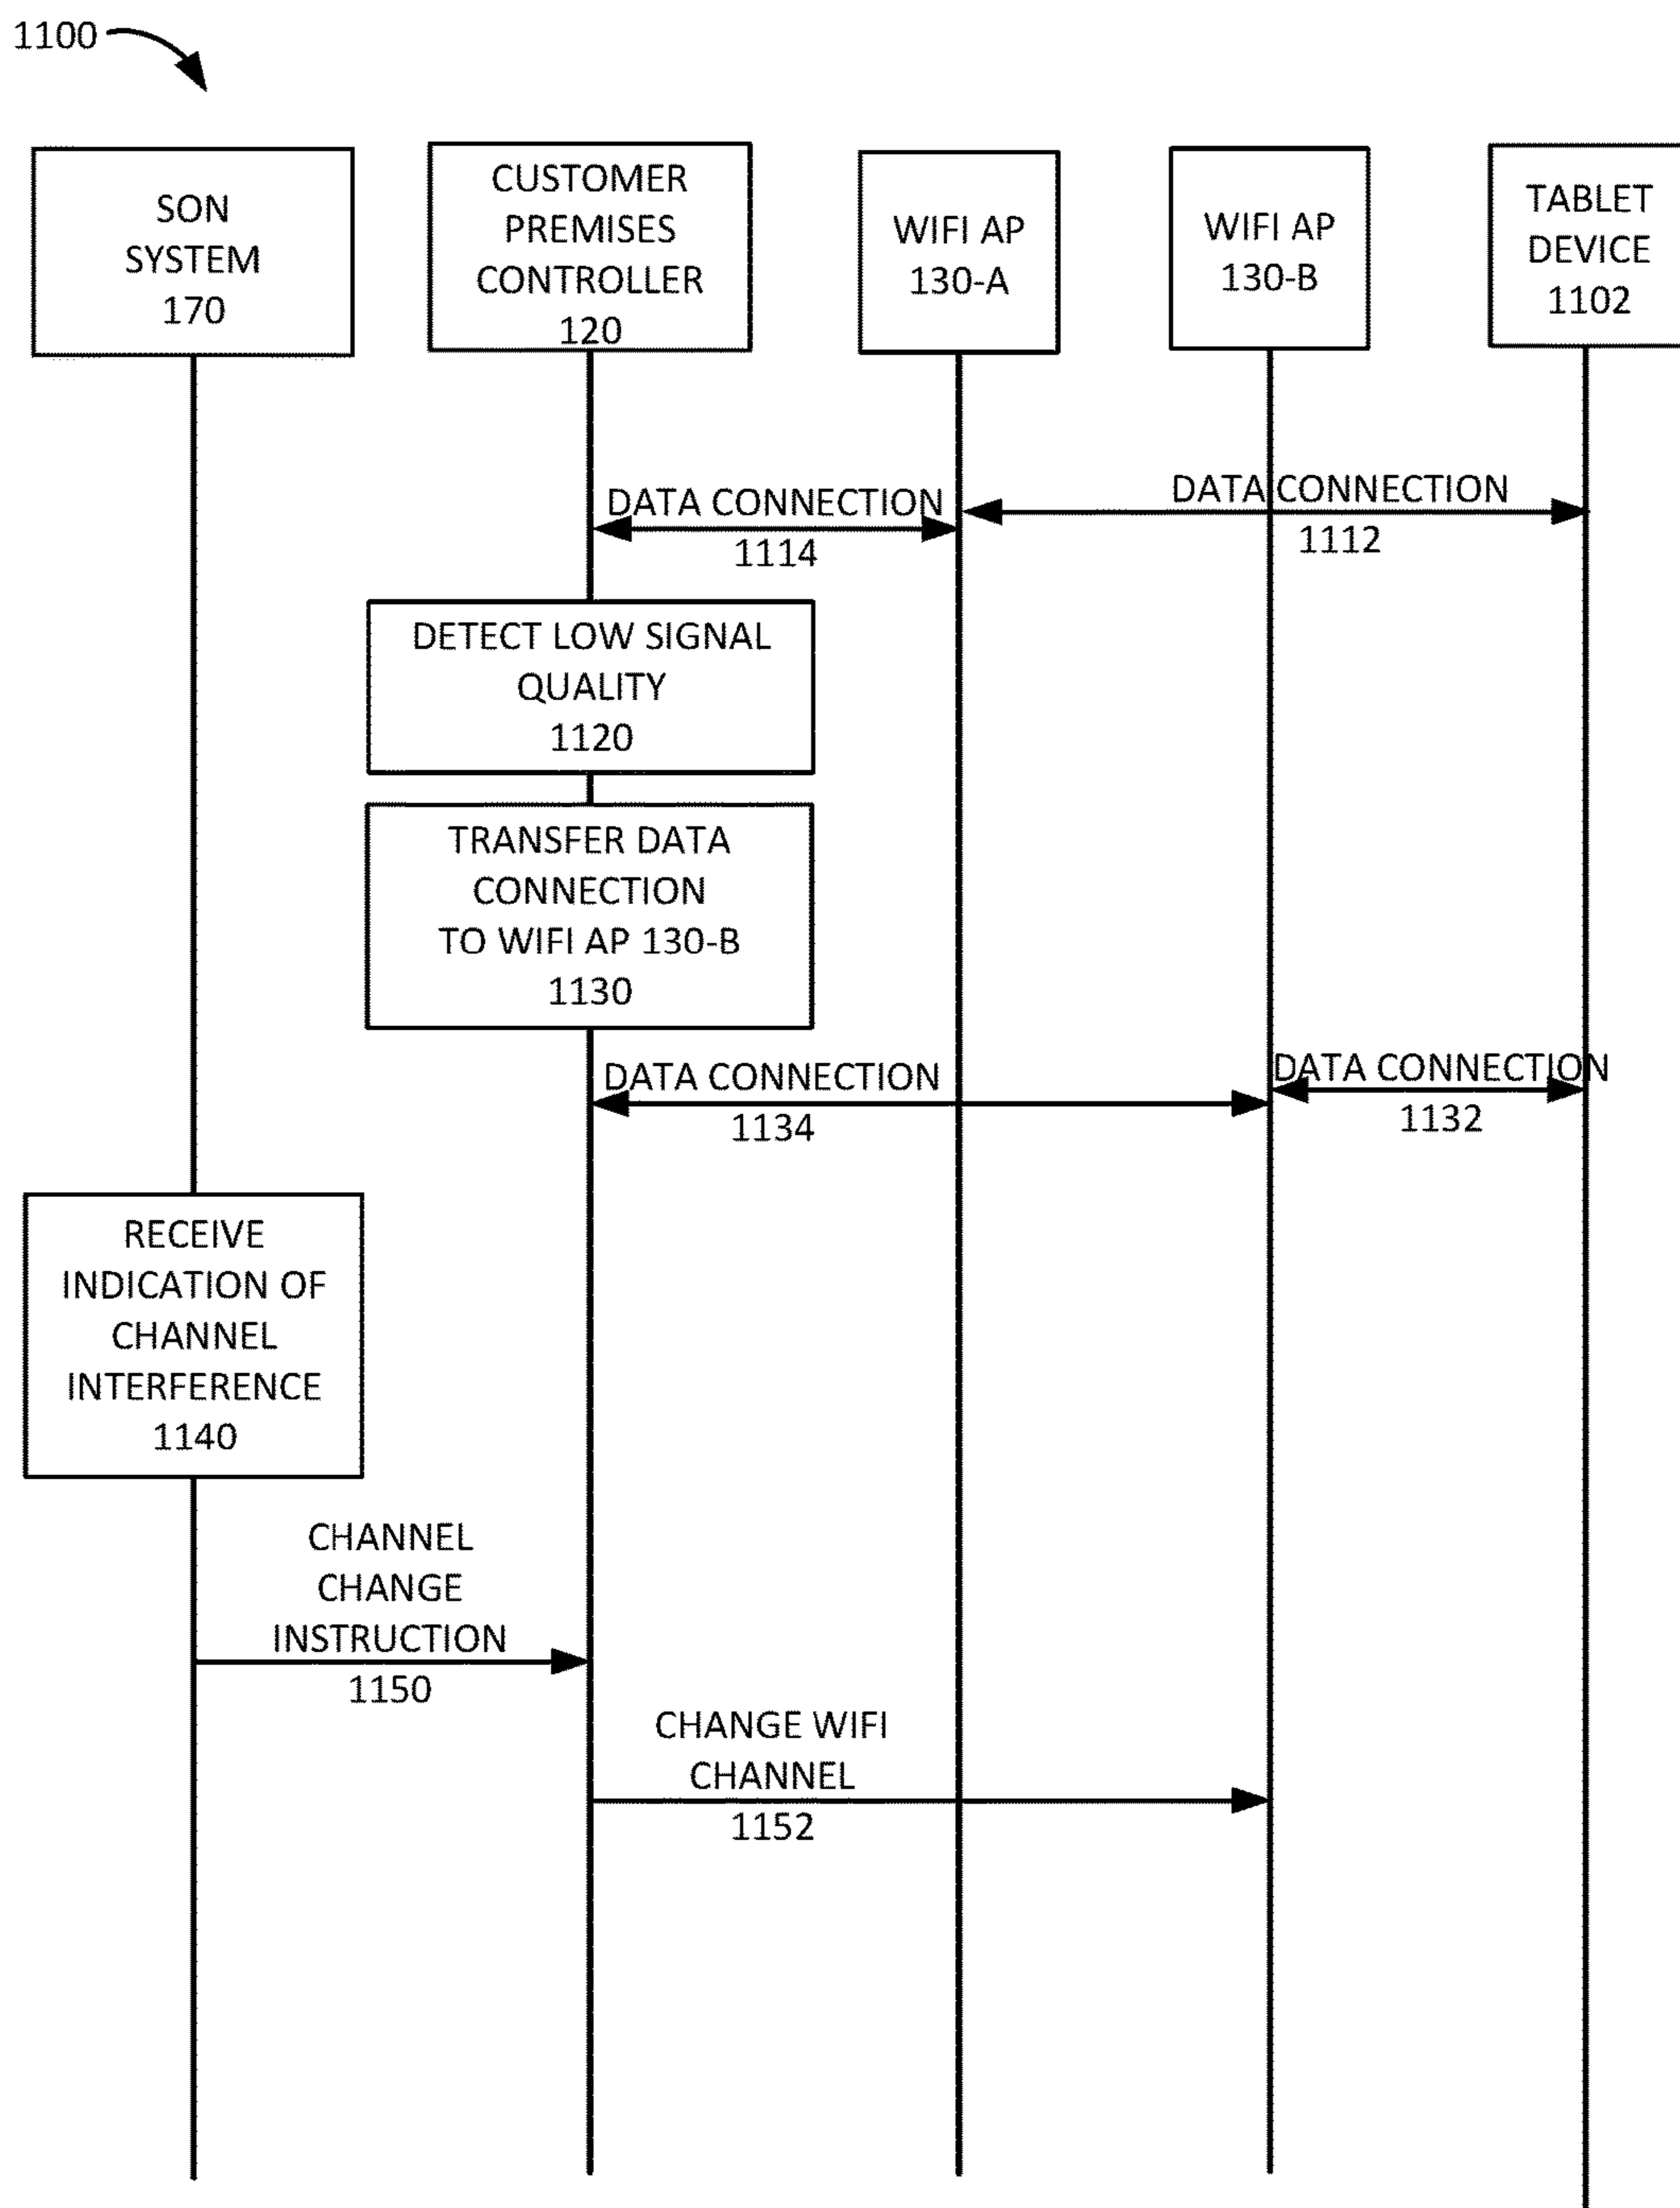 1100
SON
SYSTEM
170
CUSTOMER
PREMISES
CONTROLLER
120
WIFI AP
130-A
WIFI AP
130-B
TABLET
DEVICE
1102
DATA CONNECTION
1114
DATA CONNECTION
1112
DETECT LOW SIGNAL
QUALITY
1120
TRANSFER DATA
CONNECTION
TO WIFI AP 130-B
1130
DATA CONNECTION
1134
DATA CONNECTION
1132
RECEIVE
INDICATION OF
CHANNEL
INTERFERENCE
1140
CHANNEL
CHANGE
INSTRUCTION
1150
CHANGE WIFI
CHANNEL
1152